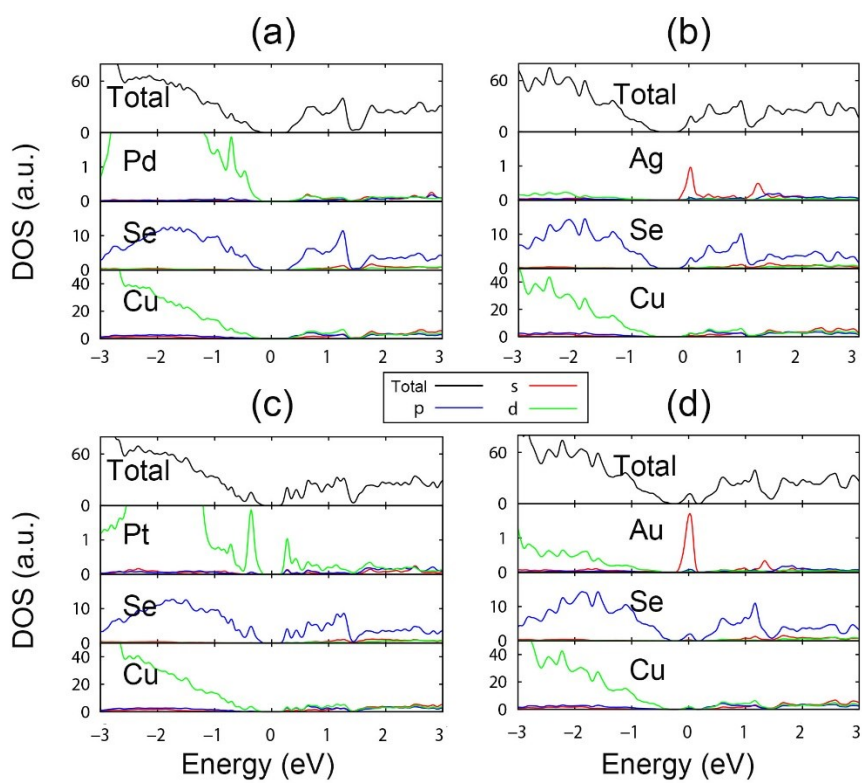 (a)
60
Total
0
Pd
1
0
Se
10
0
40
Cu
20
0
−3 −2 −1 0 1 2 3
DOS (a.u.)
(b)
60
Total
0
Ag
1
0
Se
10
0
40
Cu
20
0
−3 −2 −1 0 1 2 3
Total s
p d
(c)
60
Total
0
Pt
1
0
Se
10
0
40
Cu
20
0
−3 −2 −1 0 1 2 3
Energy (eV)
DOS (a.u.)
(d)
60
Total
0
Au
1
0
Se
10
0
40
Cu
20
0
−3 −2 −1 0 1 2 3
Energy (eV)